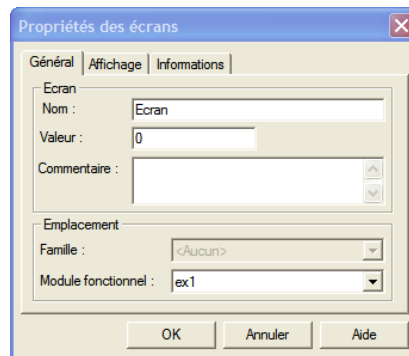 Propriétés des écrans
Général Affichage Informations
Ecran
Nom : Ecran
Valeur : 0
Commentaire :
Emplacement
Famille : <Aucun>
Module fonctionnel : ex1
OK Annuler Aide